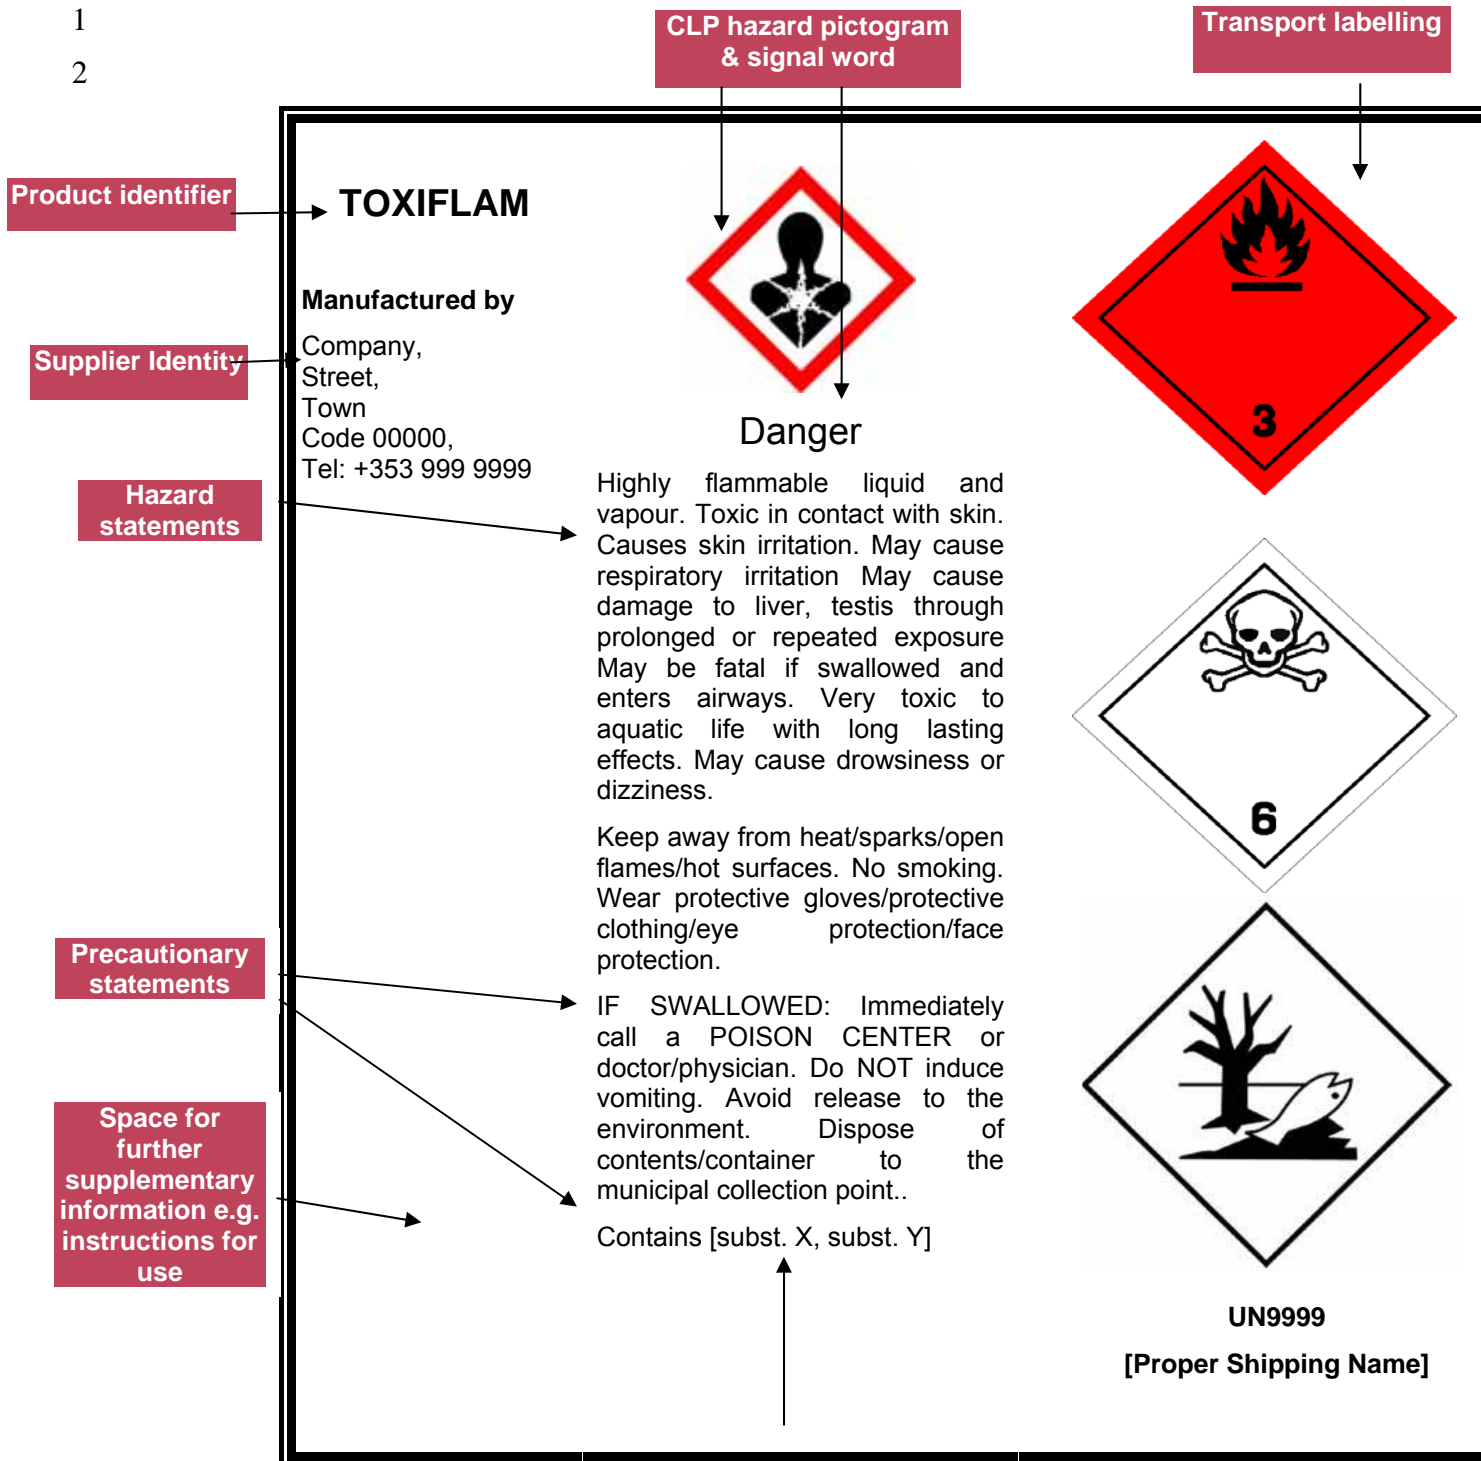 1
2
CLP hazard pictogram
& signal word
Transport labelling
Product identifier
TOXIFLAM
Manufactured by
Supplier Identity
Company,
Street,
Town
Code 00000,
Tel: +353 999 9999
3
Danger
Hazard
statements
Highly flammable liquid and
vapour. Toxic in contact with skin.
Causes skin irritation. May cause
respiratory irritation May cause
damage to liver, testis through
prolonged or repeated exposure
May be fatal if swallowed and
enters airways. Very toxic to
aquatic life with long lasting
effects. May cause drowsiness or
dizziness.
6
Keep away from heat/sparks/open
flames/hot surfaces. No smoking.
Wear protective gloves/protective
clothing/eye protection/face
protection.
Precautionary
statements
IF SWALLOWED: Immediately
call a POISON CENTER or
doctor/physician. Do NOT induce
vomiting. Avoid release to the
environment. Dispose of
contents/container to the
municipal collection point..
Space for
further
supplementary
information e.g.
instructions for
use
Contains [subst. X, subst. Y]
UN9999
[Proper Shipping Name]